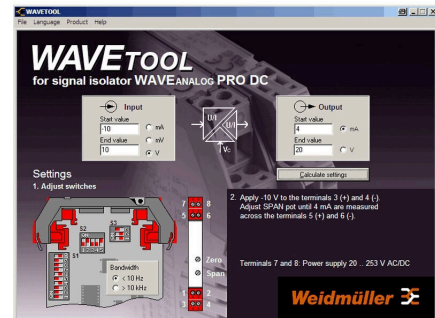 WAVETOOL
File Language Product Help
WAVETOOL
for signal isolator WAVEANALOG PRO DC
Input
Start value
-10
mA
mV
End value
10
V
U/I
U/I
Vc
Output
Start value
4
mA
End value
20
V
Calculate settings
Settings
1. Adjust switches
S1
S2
S3
Bandwidth
< 10 Hz
> 10 kHz
7 8
5 6
Zero
Span
1 2
3 4
2. Apply -10 V to the terminals 3 (+) and 4 (-).
Adjust SPAN pot until 4 mA are measured
across the terminals 5 (+) and 6 (-).
Terminals 7 and 8: Power supply 20 .. 253 V AC/DC
Weidmüller